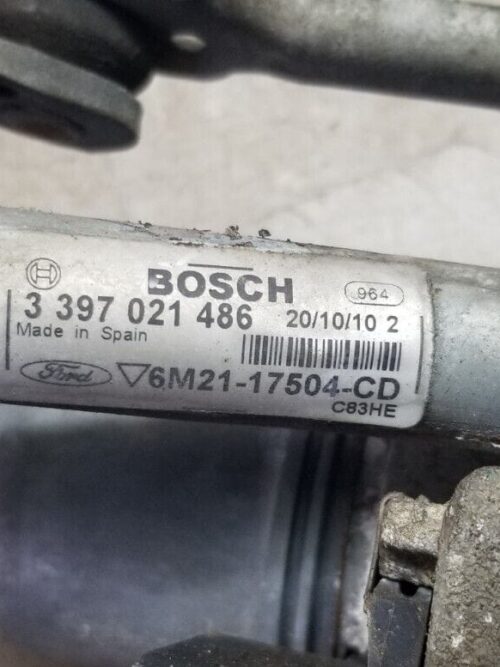 BOSCH 964
3 397 021 486 20/10/10 2
Made in Spain
Ford 6M21-17504-CD
C83HE